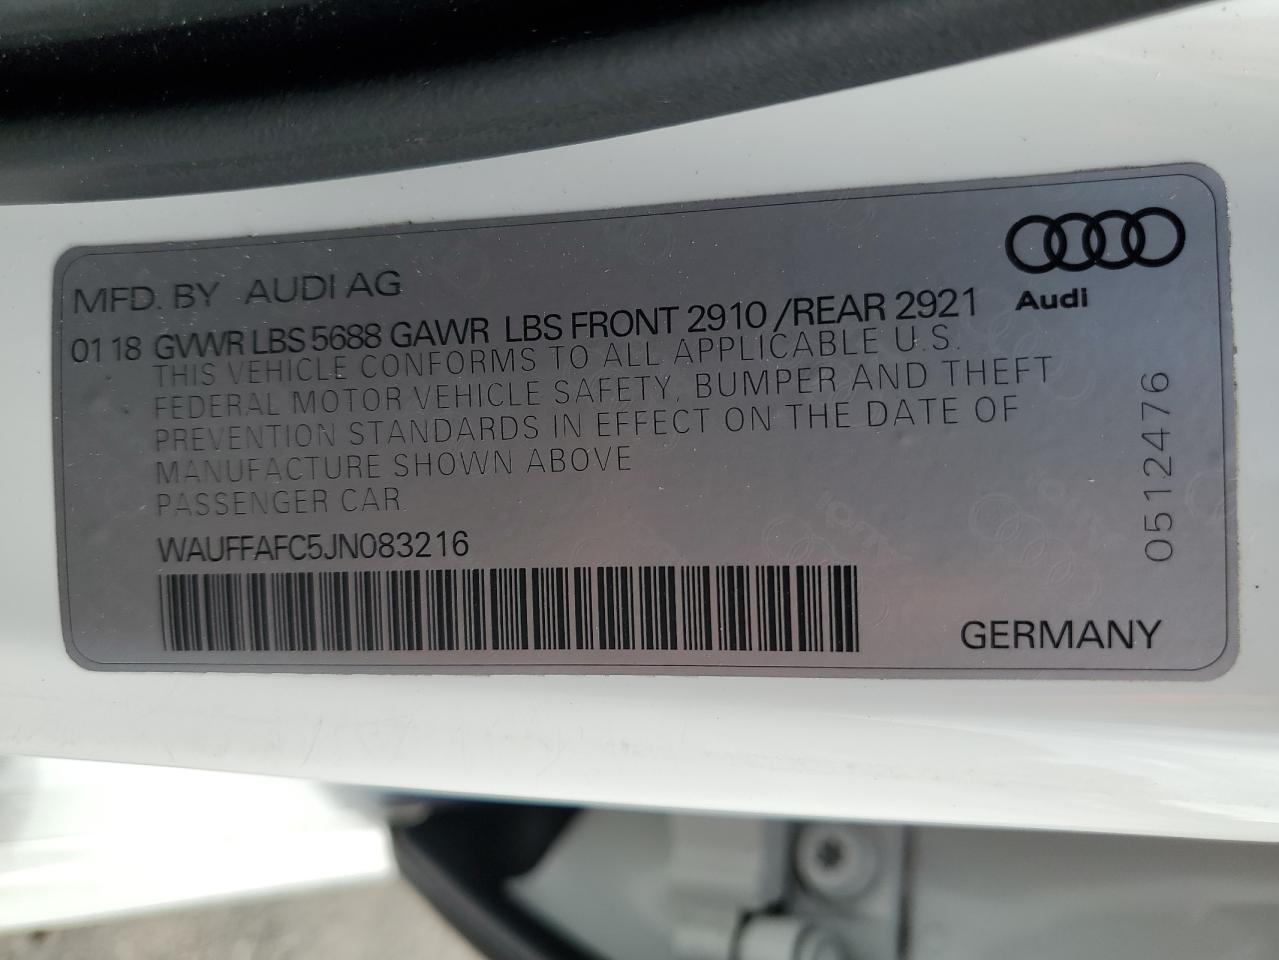 MFD. BY AUDI AG
Audi
01 18 GVWR LBS 5688 GAWR LBS FRONT 2910 /REAR 2921
THIS VEHICLE CONFORMS TO ALL APPLICABLE U.S.
FEDERAL MOTOR VEHICLE SAFETY, BUMPER AND THEFT
PREVENTION STANDARDS IN EFFECT ON THE DATE OF
MANUFACTURE SHOWN ABOVE
PASSENGER CAR
WAUFFAFC5JN083216
GERMANY
0512476